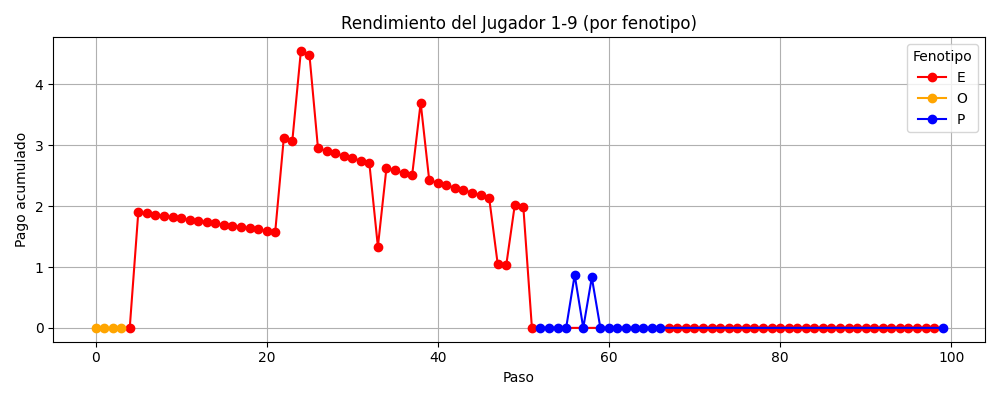 Rendimiento del Jugador 1-9 (por fenotipo)
Pago acumulado
4
3
2
1
0
0
20
40
60
80
100
Paso
Fenotipo
E
O
P